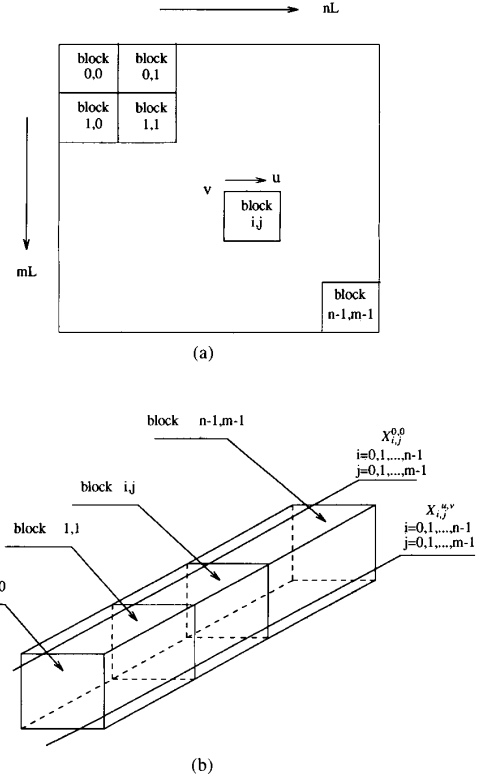 nL
block
0,0
block
0,1
block
1,0
block
1,1
v
u
block
i,j
mL
block
n-1,m-1
(a)
block n-1,m-1
X_{i,j}^{0,0}
i=0,1,...,n-1
j=0,1,...,m-1
block i,j
X_{i,j}^{u,v}
i=0,1,...,n-1
j=0,1,...,m-1
block 1,1
0
(b)